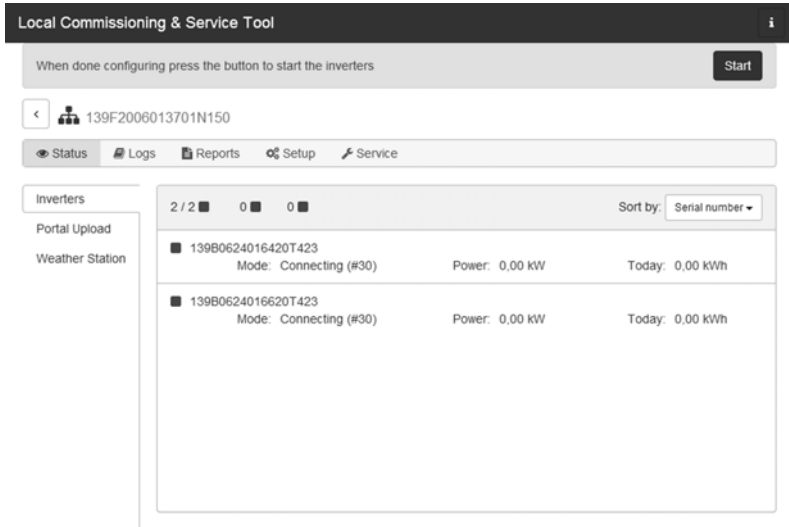 Local Commissioning & Service Tool i
When done configuring press the button to start the inverters Start
139F2006013701N150
Status Logs Reports Setup Service
Inverters
Portal Upload
Weather Station
2 / 2 0 0 Sort by: Serial number
139B0624016420T423
Mode: Connecting (#30) Power: 0,00 kW Today: 0,00 kWh
139B0624016620T423
Mode: Connecting (#30) Power: 0,00 kW Today: 0,00 kWh